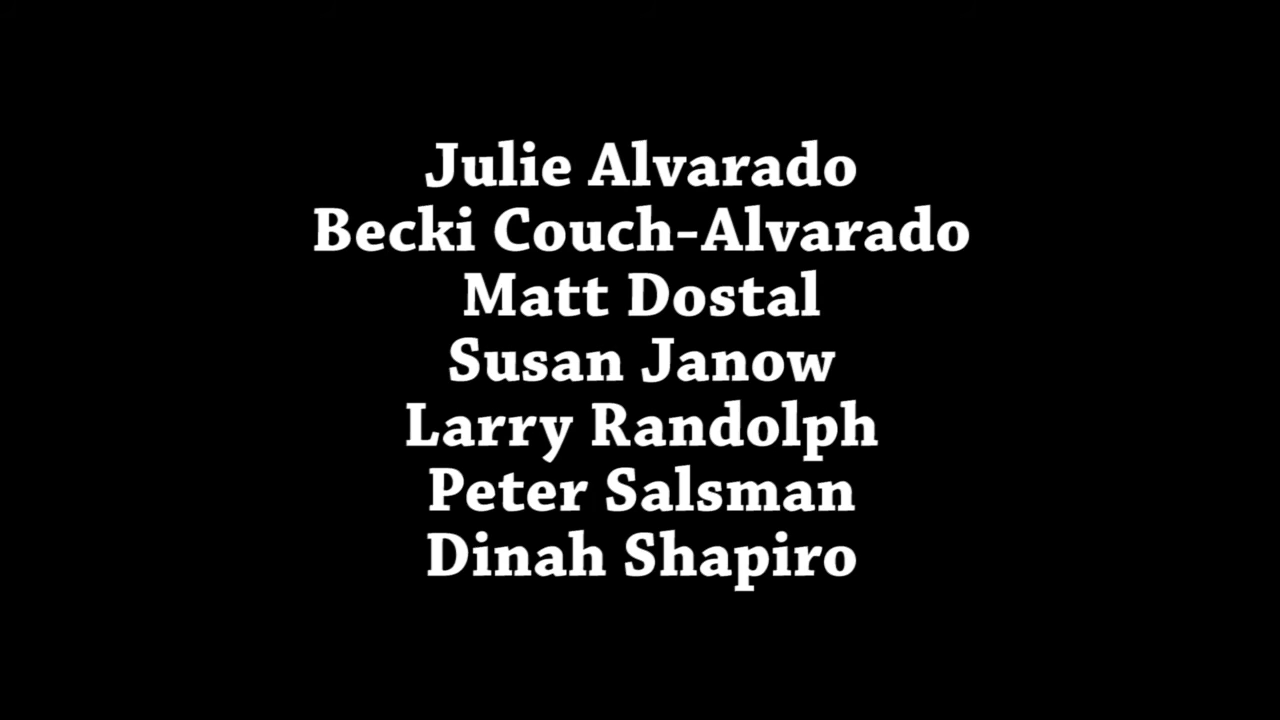 Julie Alvarado
Becki Couch-Alvarado
Matt Dostal
Susan Janow
Larry Randolph
Peter Salsman
Dinah Shapiro